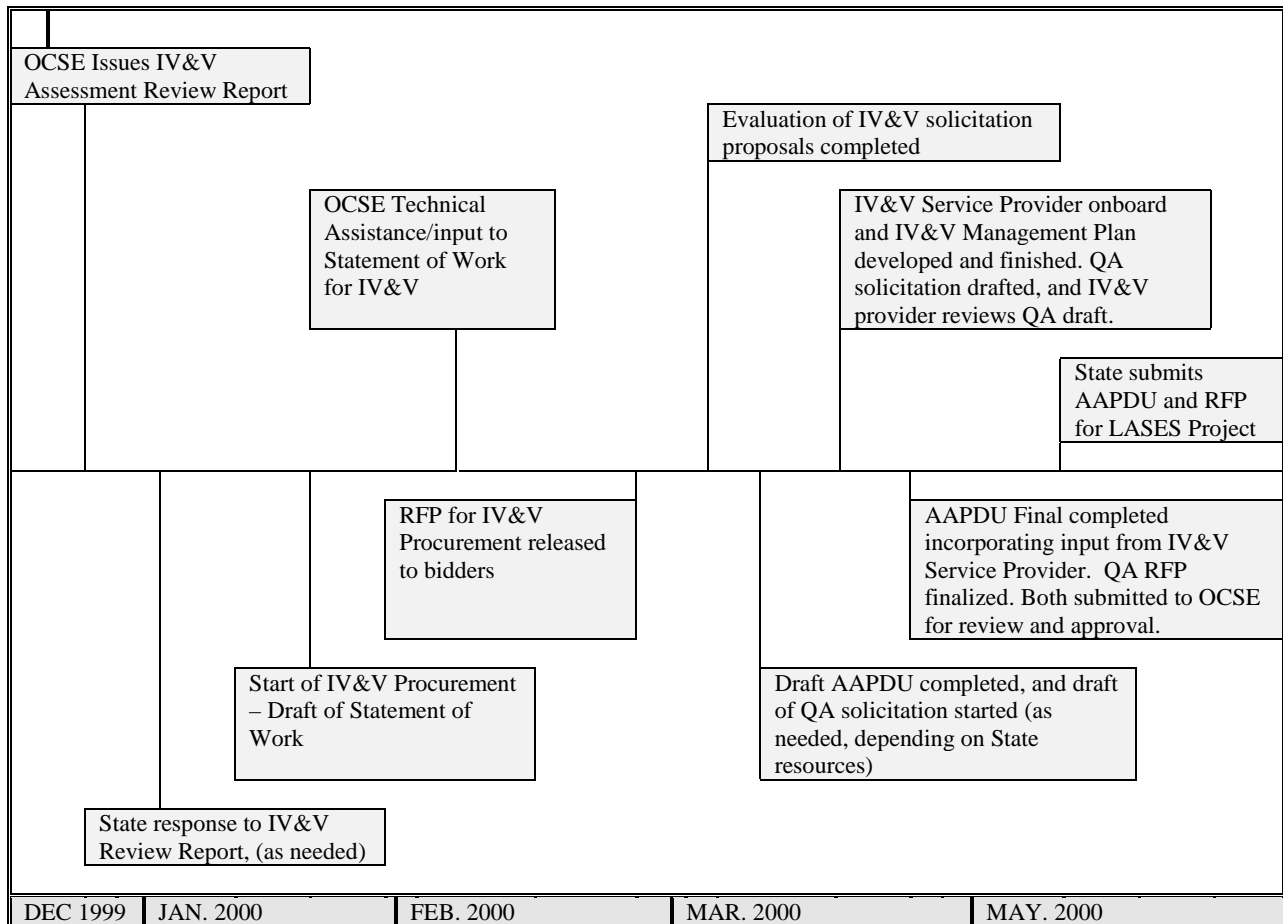 OCSE Issues IV&V
Assessment Review Report
Evaluation of IV&V solicitation
proposals completed
OCSE Technical
Assistance/input to
Statement of Work
for IV&V
IV&V Service Provider onboard
and IV&V Management Plan
developed and finished. QA
solicitation drafted, and IV&V
provider reviews QA draft.
State submits
AAPDU and RFP
for LASES Project
RFP for IV&V
Procurement released
to bidders
AAPDU Final completed
incorporating input from IV&V
Service Provider.  QA RFP
finalized. Both submitted to OCSE
for review and approval.
Start of IV&V Procurement
– Draft of Statement of
Work
Draft AAPDU completed, and draft
of QA solicitation started (as
needed, depending on State
resources)
State response to IV&V
Review Report, (as needed)
DEC 1999 JAN. 2000 FEB. 2000 MAR. 2000 MAY. 2000